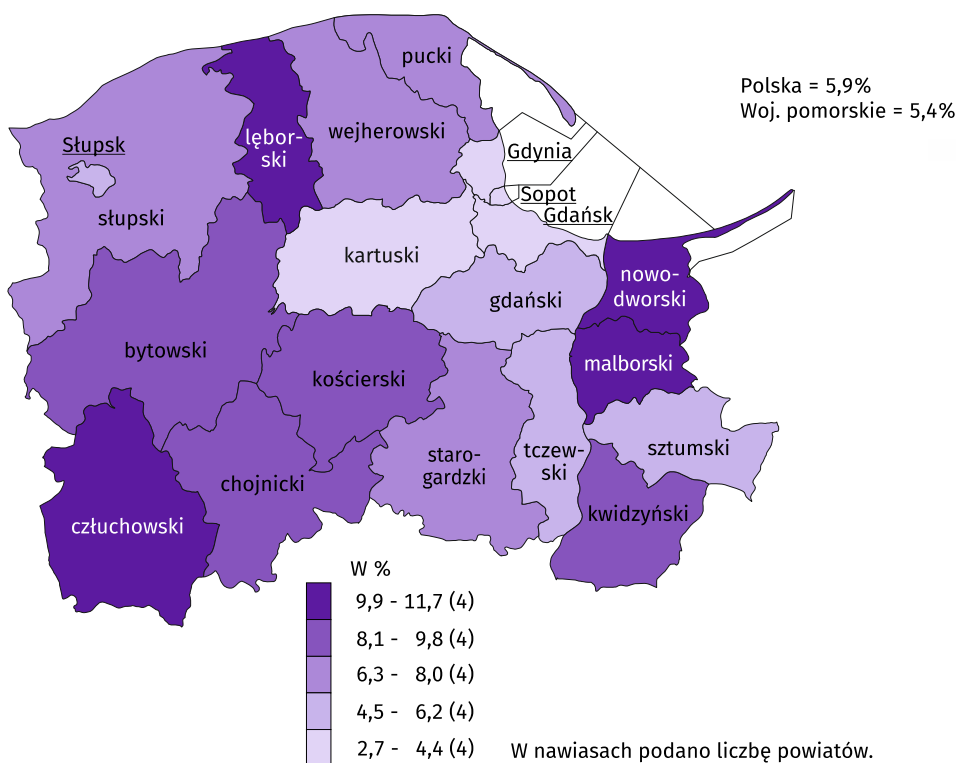 pucki
Polska = 5,9%
Woj. pomorskie = 5,4%
wejherowski
lębor-
ski
Słupsk
Gdynia
Sopot
Gdańsk
słupski
kartuski
nowo-
dworski
gdański
bytowski
kościerski
malborski
staro-
gardzki
tczew-
ski
sztumski
chojnicki
człuchowski
kwidzyński
W %
9,9 - 11,7 (4)
8,1 - 9,8 (4)
6,3 - 8,0 (4)
4,5 - 6,2 (4)
2,7 - 4,4 (4)
W nawiasach podano liczbę powiatów.